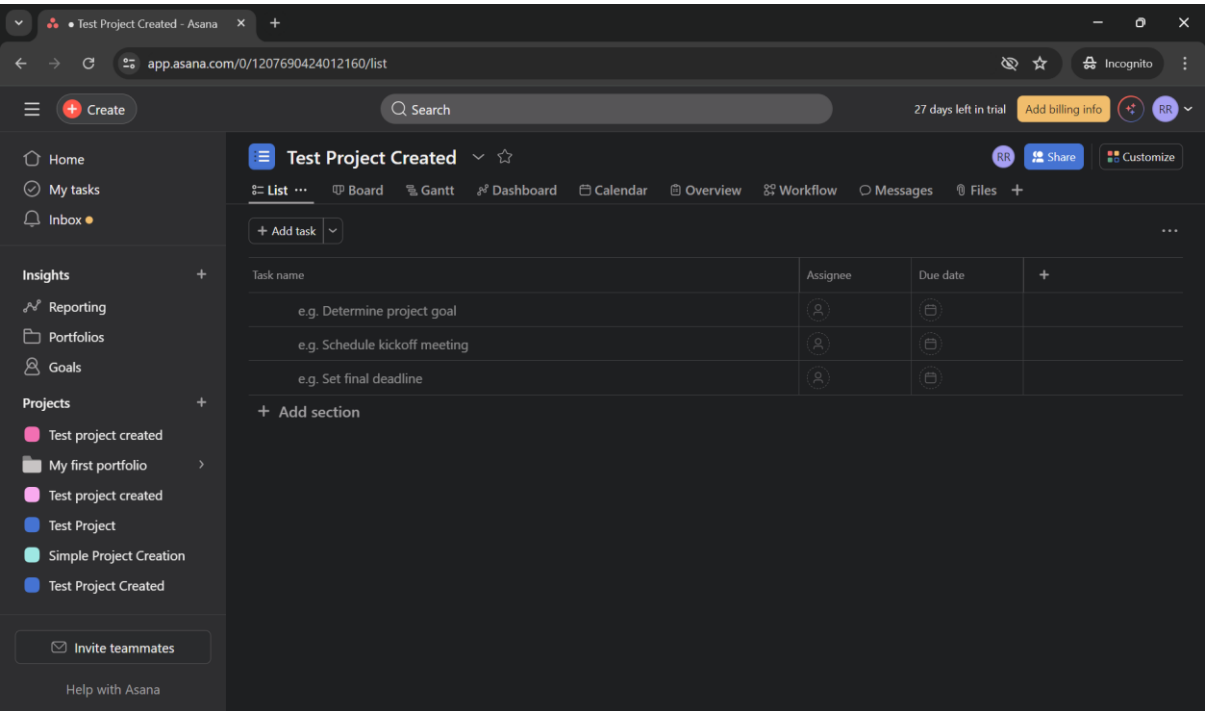 ● Test Project Created - Asana
app.asana.com/0/1207690424012160/list
Incognito
Create
Search
27 days left in trial
Add billing info
RR
Home
My tasks
Inbox
Insights
Reporting
Portfolios
Goals
Projects
Test project created
My first portfolio
Test project created
Test Project
Simple Project Creation
Test Project Created
Invite teammates
Help with Asana
Test Project Created
RR
Share
Customize
List
Board
Gantt
Dashboard
Calendar
Overview
Workflow
Messages
Files
+ Add task
Task name
Assignee
Due date
e.g. Determine project goal
e.g. Schedule kickoff meeting
e.g. Set final deadline
+ Add section